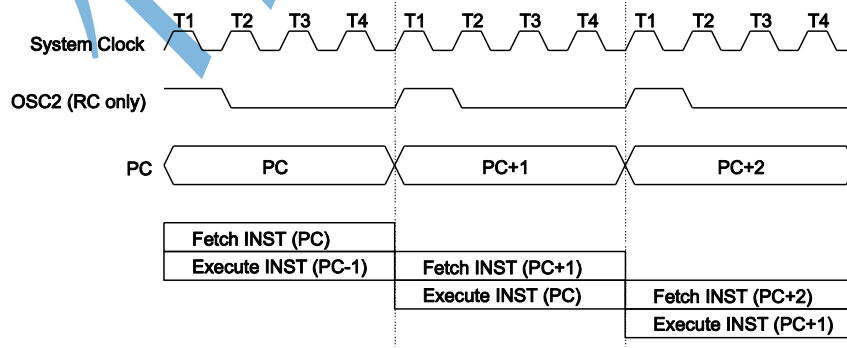 T1 T2 T3 T4 T1 T2 T3 T4 T1 T2 T3 T4
System Clock
OSC2 (RC only)
PC PC PC+1 PC+2
Fetch INST (PC)
Execute INST (PC-1) Fetch INST (PC+1)
Execute INST (PC) Fetch INST (PC+2)
Execute INST (PC+1)